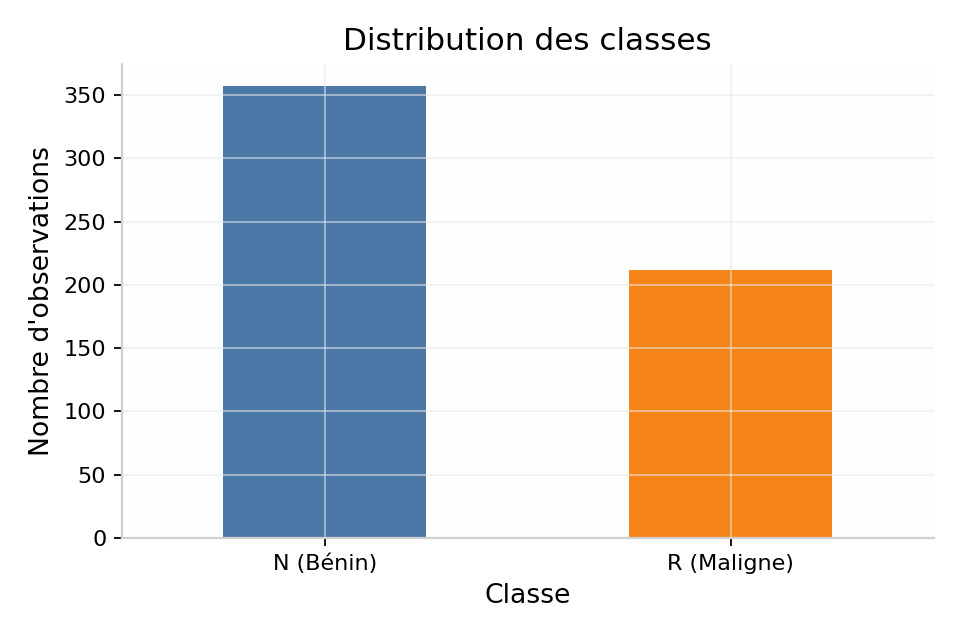 Distribution des classes
Nombre d'observations
350
300
250
200
150
100
50
0
N (Bénin)
R (Maligne)
Classe